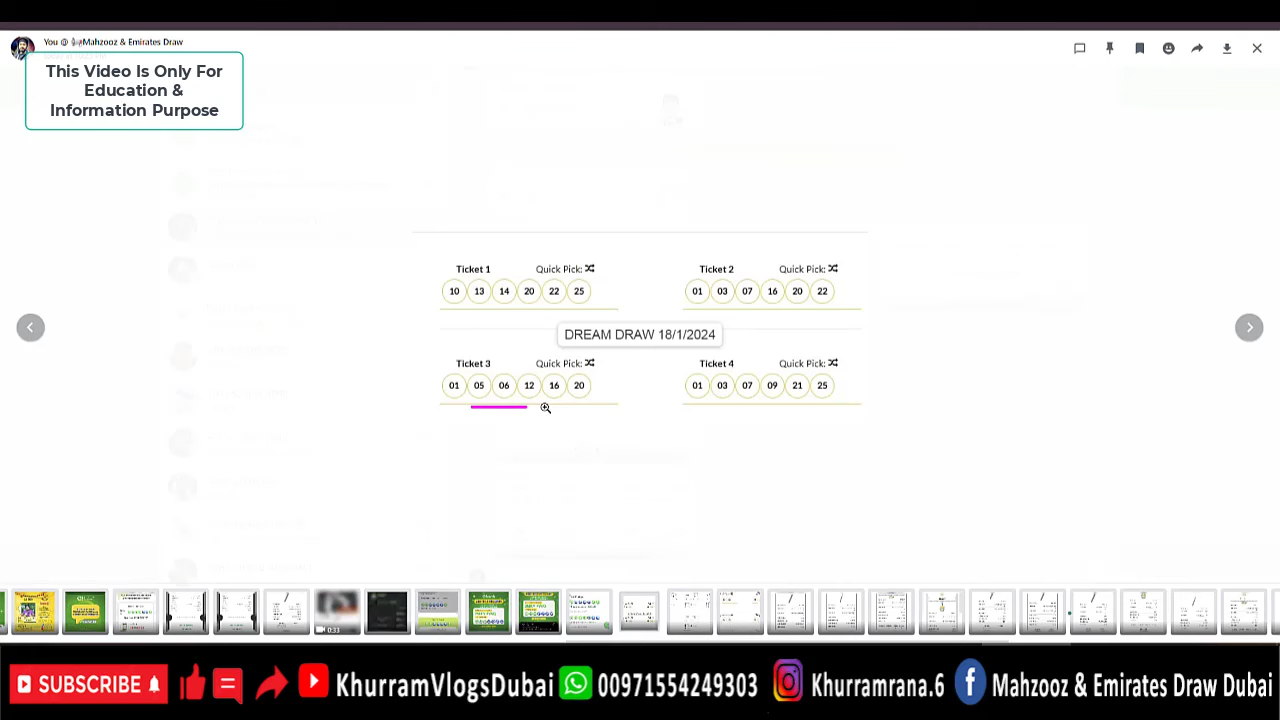 You @ Mahzooz & Emirates Draw
This Video Is Only For
Education &
Information Purpose
Ticket 1 Quick Pick:
10 13 14 20 22 25
Ticket 2 Quick Pick:
01 03 07 16 20 22
DREAM DRAW 18/1/2024
Ticket 3 Quick Pick:
01 05 06 12 16 20
Ticket 4 Quick Pick:
01 03 07 09 21 25
0:33
SUBSCRIBE KhurramVlogsDubai 00971554249303 Khurramrana.6 Mahzooz & Emirates Draw Dubai